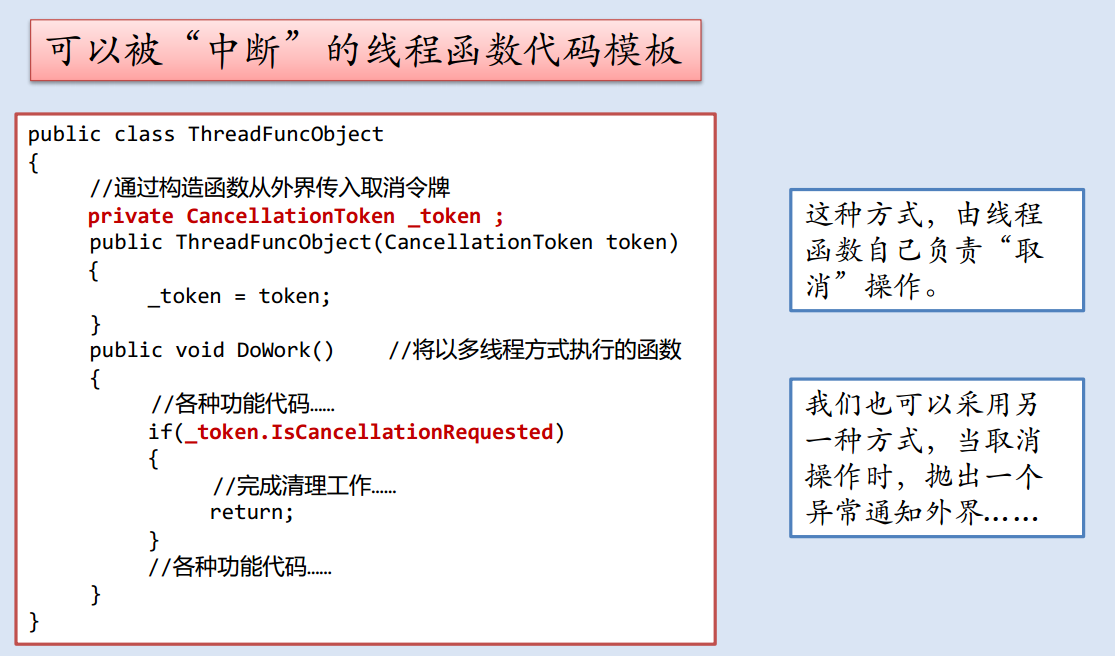 可以被“中断”的线程函数代码模板
public class ThreadFuncObject
{
//通过构造函数从外界传入取消令牌
private CancellationToken _token ;
public ThreadFuncObject(CancellationToken token)
{
_token = token;
}
public void DoWork() //将以多线程方式执行的函数
{
//各种功能代码……
if(_token.IsCancellationRequested)
{
//完成清理工作……
return;
}
//各种功能代码……
}
}
这种方式，由线程
函数自己负责“取
消”操作。
我们也可以采用另
一种方式，当取消
操作时，抛出一个
异常通知外界……